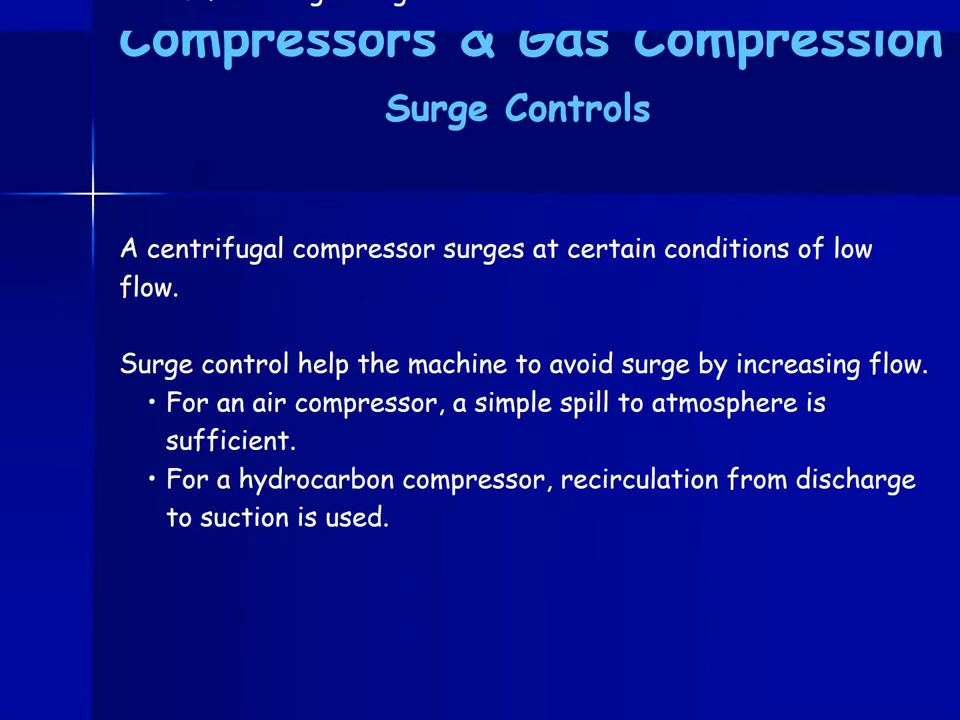 Compressors & Gas Compression
Surge Controls
A centrifugal compressor surges at certain conditions of low
flow.
Surge control help the machine to avoid surge by increasing flow.
• For an air compressor, a simple spill to atmosphere is
sufficient.
• For a hydrocarbon compressor, recirculation from discharge
to suction is used.